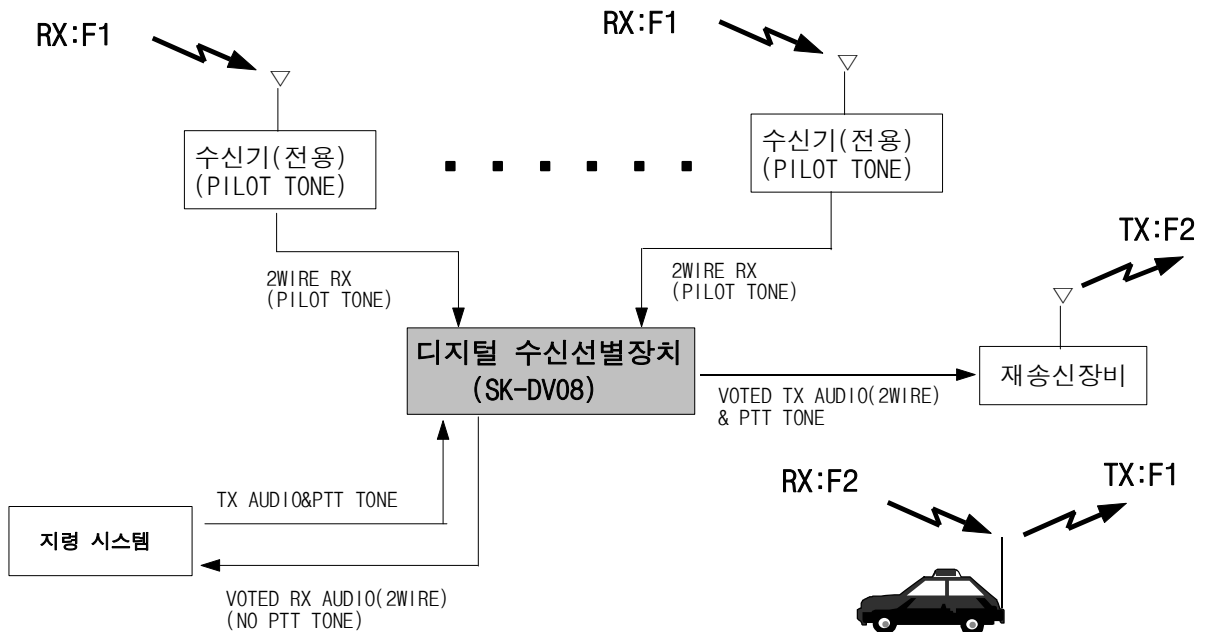 RX:F1
RX:F1
수신기(전용)
(PILOT TONE)
수신기(전용)
(PILOT TONE)
TX:F2
2WIRE RX
(PILOT TONE)
2WIRE RX
(PILOT TONE)
디지털 수신선별장치
(SK-DV08)
재송신장비
VOTED TX AUDIO(2WIRE)
& PTT TONE
RX:F2
TX:F1
TX AUDIO&PTT TONE
지령 시스템
VOTED RX AUDIO(2WIRE)
(NO PTT TONE)